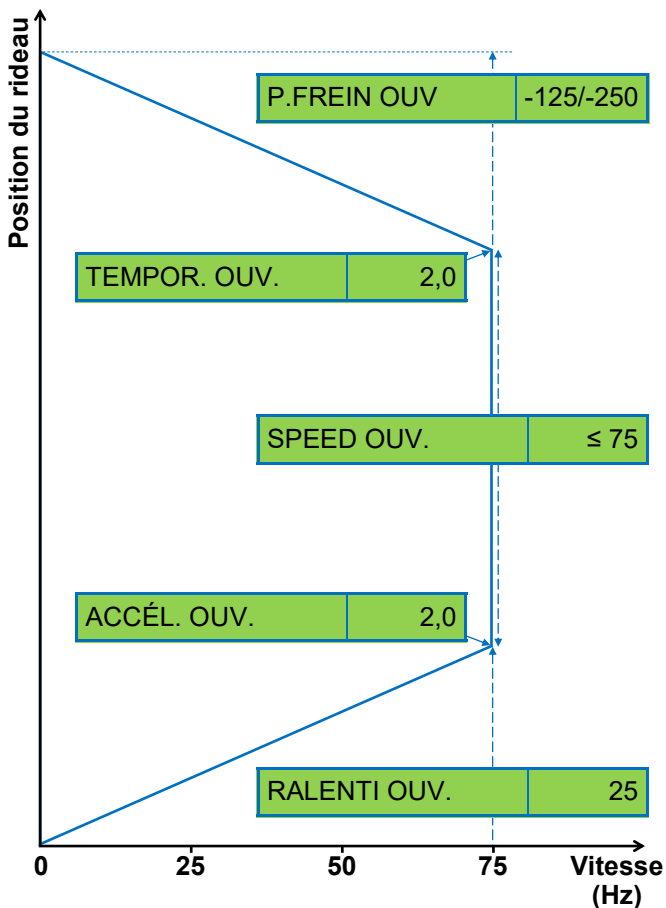 Position du rideau
P.FREIN OUV -125/-250
TEMPOR. OUV. 2,0
SPEED OUV. ≤ 75
ACCÉL. OUV. 2,0
RALENTI OUV. 25
0 25 50 75 Vitesse
(Hz)